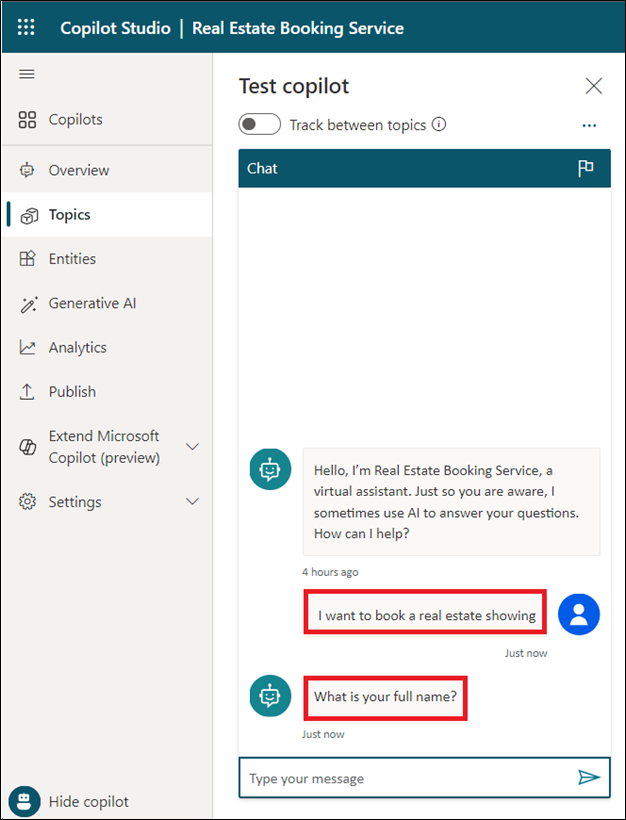 Copilot Studio | Real Estate Booking Service
Copilots
Overview
Topics
Entities
Generative AI
Analytics
Publish
Extend Microsoft
Copilot (preview)
Settings
Hide copilot
Test copilot
Track between topics
Chat
Hello, I'm Real Estate Booking Service, a
virtual assistant. Just so you are aware, I
sometimes use AI to answer your questions.
How can I help?
4 hours ago
I want to book a real estate showing
Just now
What is your full name?
Just now
Type your message